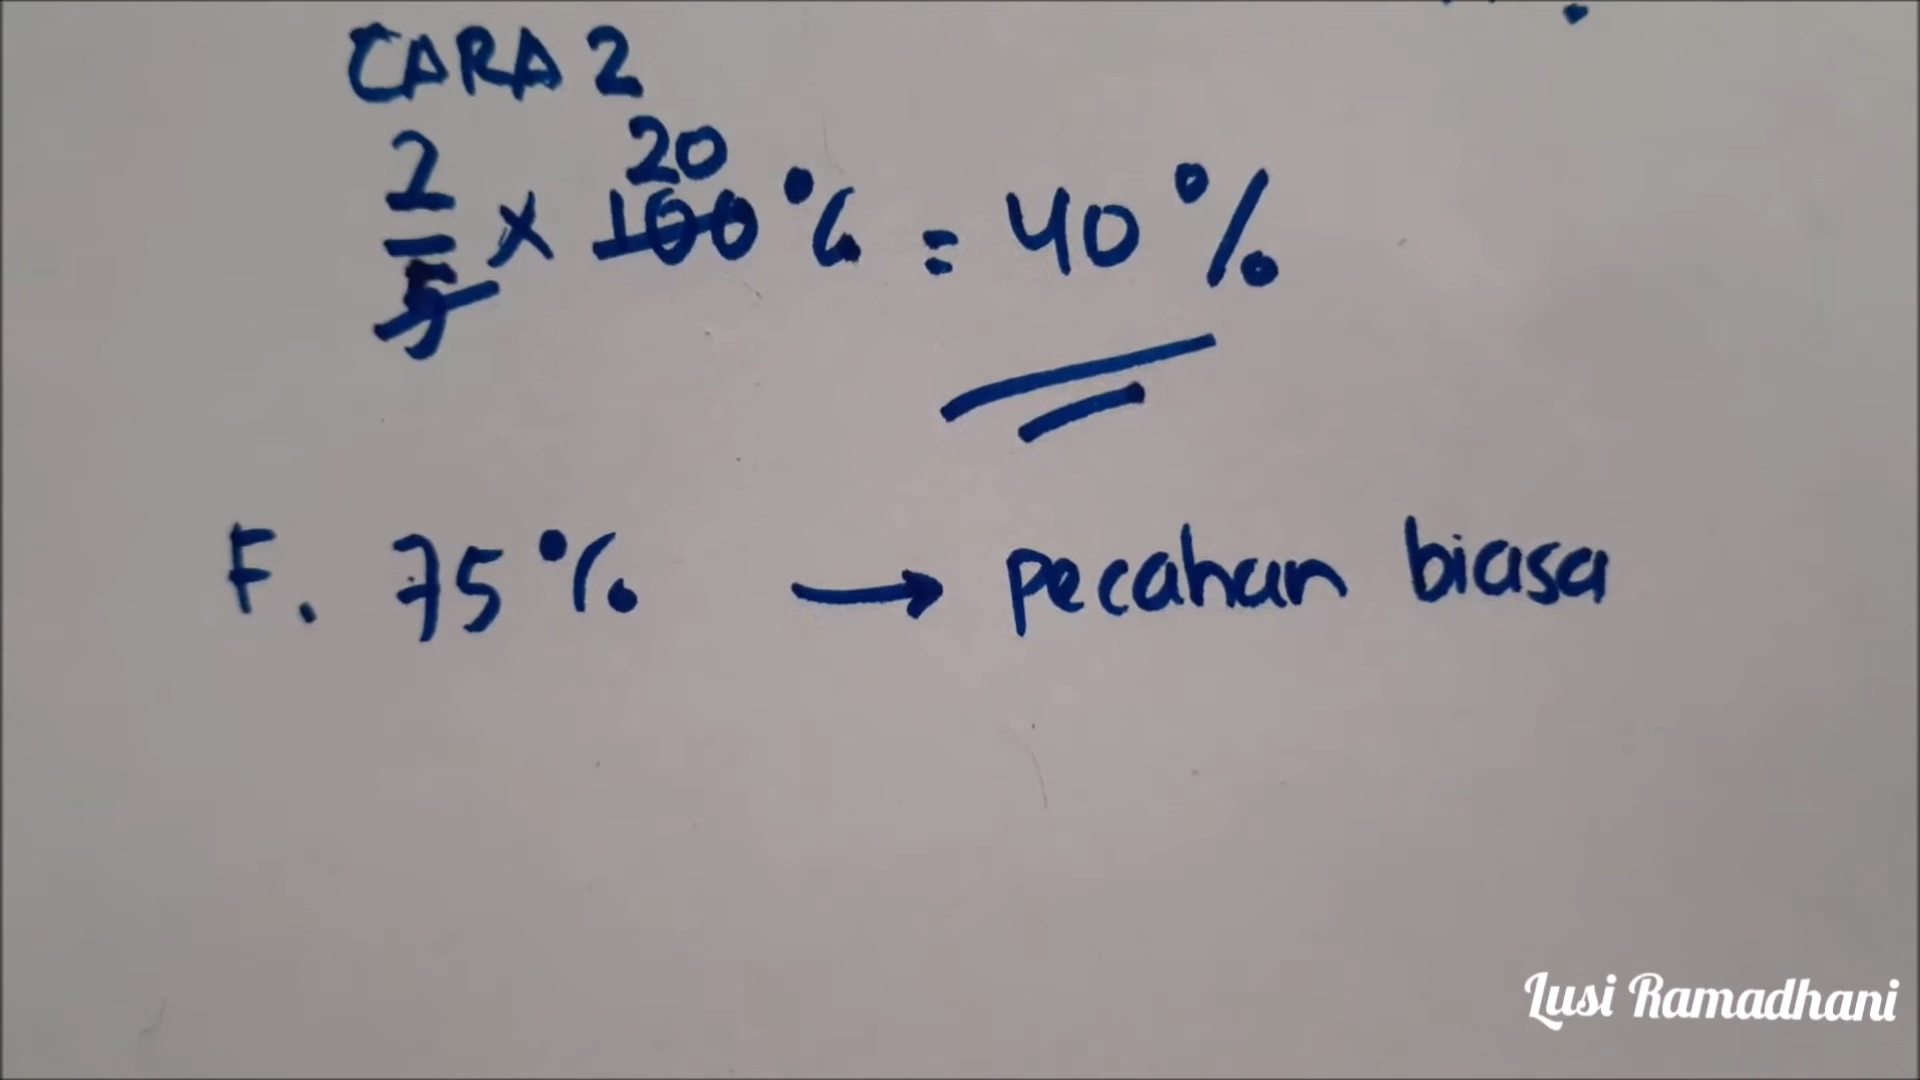 CARA 2
2/5 x 100% = 40%
20
F. 75% → pecahan biasa
Lusi Ramadhani